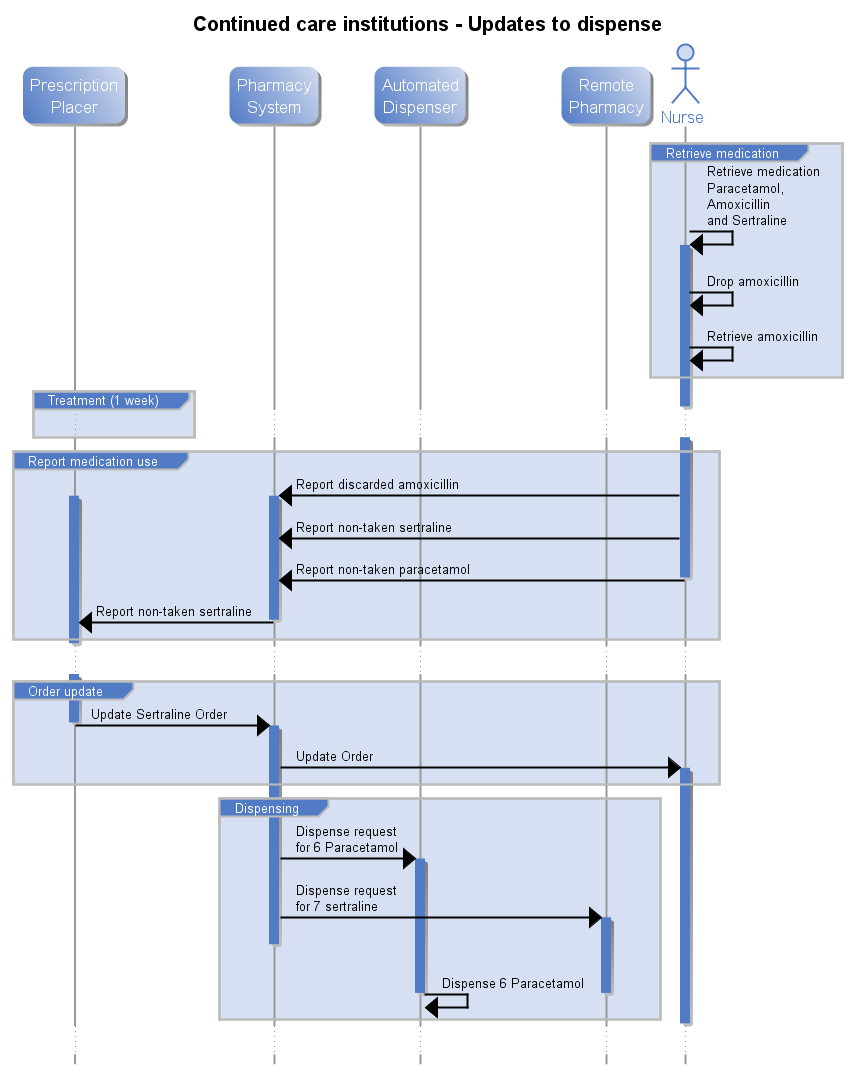 Continued care institutions - Updates to dispense
Prescription
Placer
Pharmacy
System
Automated
Dispenser
Remote
Pharmacy
Nurse
Retrieve medication
Retrieve medication
Paracetamol,
Amoxicillin
and Sertraline
Drop amoxicillin
Retrieve amoxicillin
Treatment (1 week)
Report medication use
Report discarded amoxicillin
Report non-taken sertraline
Report non-taken paracetamol
Report non-taken sertraline
Order update
Update Sertraline Order
Update Order
Dispensing
Dispense request
for 6 Paracetamol
Dispense request
for 7 sertraline
Dispense 6 Paracetamol